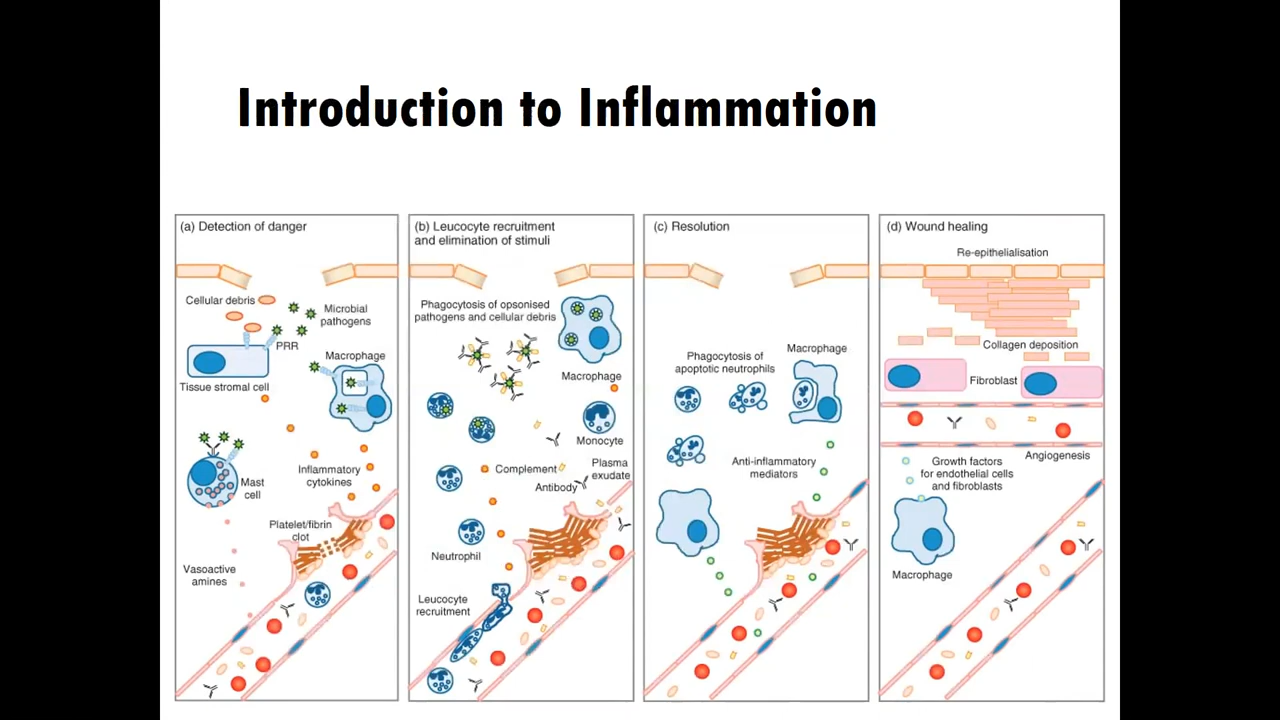 Introduction to Inflammation
(a) Detection of danger
Cellular debris
Microbial
pathogens
PRR
Macrophage
Tissue stromal cell
Inflammatory
cytokines
Mast
cell
Platelet/fibrin
clot
Vasoactive
amines
(b) Leucocyte recruitment
and elimination of stimuli
Phagocytosis of opsonised
pathogens and cellular debris
Macrophage
Monocyte
Complement
Plasma
exudate
Antibody
Neutrophil
Leucocyte
recruitment
(c) Resolution
Macrophage
Phagocytosis of
apoptotic neutrophils
Anti-inflammatory
mediators
(d) Wound healing
Re-epithelialisation
Collagen deposition
Fibroblast
Angiogenesis
Growth factors
for endothelial cells
and fibroblasts
Macrophage